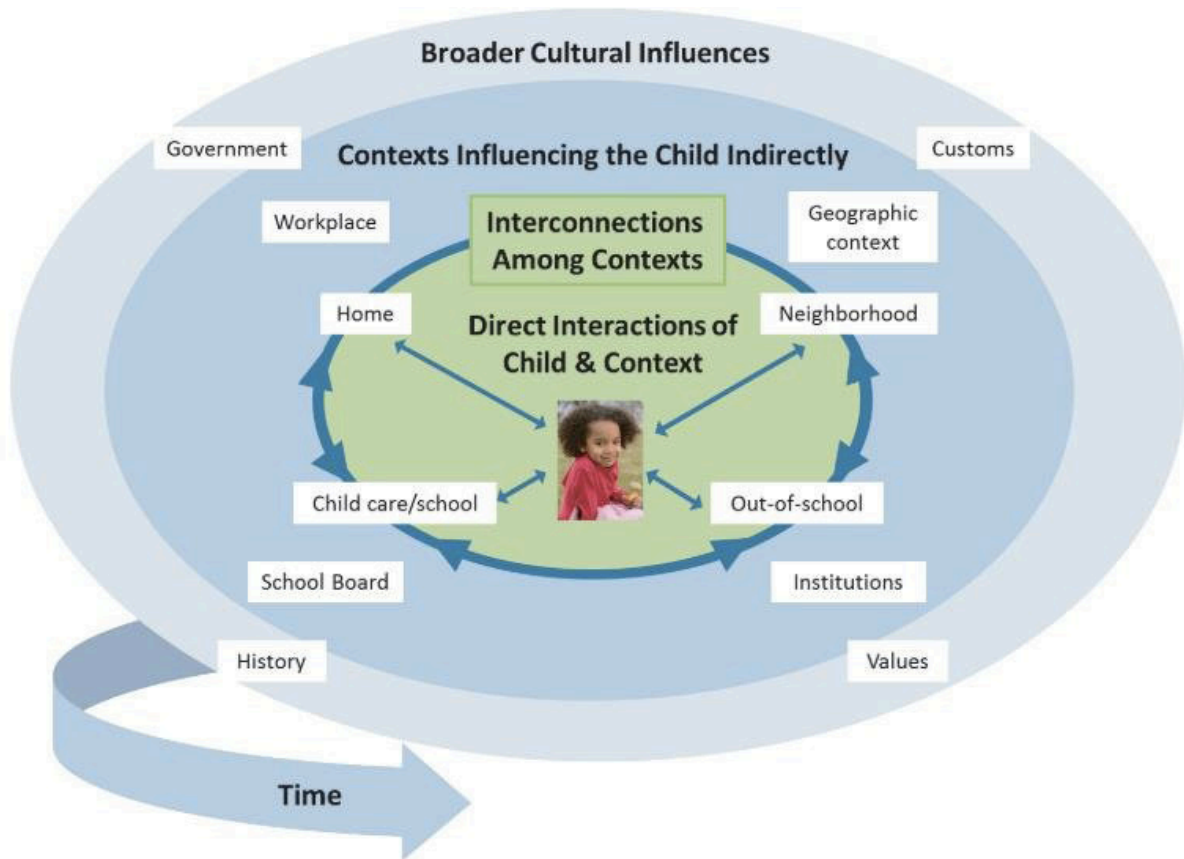 Broader Cultural Influences
Government
Customs
Contexts Influencing the Child Indirectly
Workplace
Geographic
context
Interconnections
Among Contexts
Home
Neighborhood
Direct Interactions of
Child & Context
Child care/school
Out-of-school
School Board
Institutions
History
Values
Time